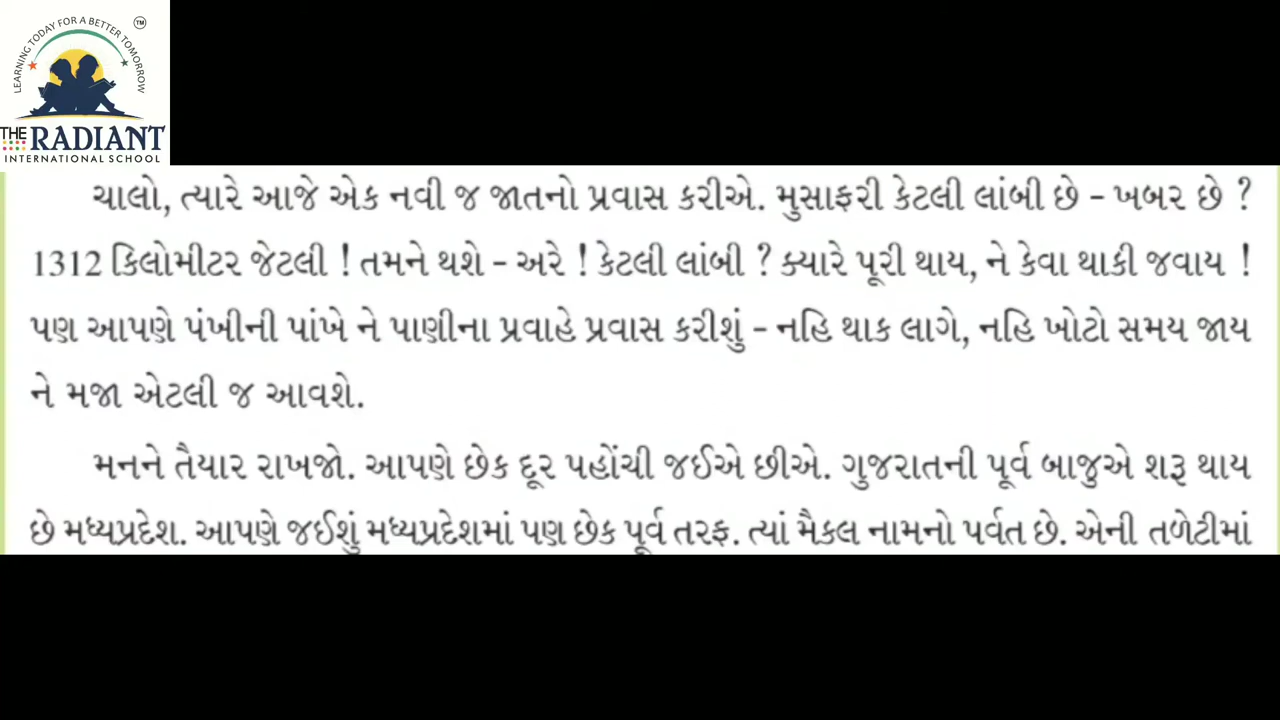 LEARNING TODAY FOR A BETTER TOMORROW
TM
THE RADIANT
INTERNATIONAL SCHOOL
ચાલો, ત્યારે આજે એક નવી જ જાતનો પ્રવાસ કરીએ. મુસાફરી કેટલી લાંબી છે – ખબર છે ?
1312 કિલોમીટર જેટલી ! તમને થશે – અરે ! કેટલી લાંબી ? ક્યારે પૂરી થાય, ને કેવા થાકી જવાય !
પણ આપણે પંખીની પાંખે ને પાણીના પ્રવાહે પ્રવાસ કરીશું – નહિ થાક લાગે, નહિ ખોટો સમય જાય
ને મજા એટલી જ આવશે.
મનને તૈયાર રાખજો. આપણે છેક દૂર પહોંચી જઈએ છીએ. ગુજરાતની પૂર્વ બાજુએ શરૂ થાય
છે મધ્યપ્રદેશ. આપણે જઈશું મધ્યપ્રદેશમાં પણ છેક પૂર્વ તરફ. ત્યાં મૈકલ નામનો પર્વત છે. એની તળેટીમાં